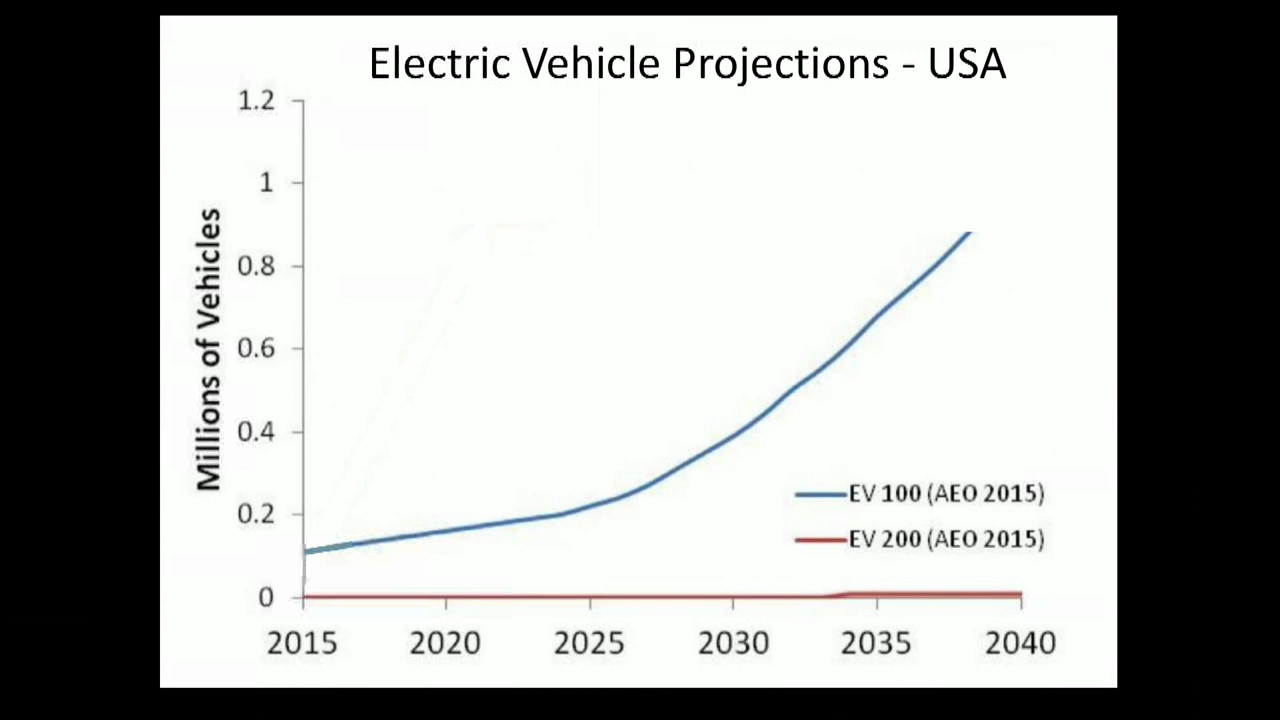 Electric Vehicle Projections - USA
1.2
1
0.8
0.6
0.4
0.2
0
Millions of Vehicles
EV 100 (AEO 2015)
EV 200 (AEO 2015)
2015 2020 2025 2030 2035 2040